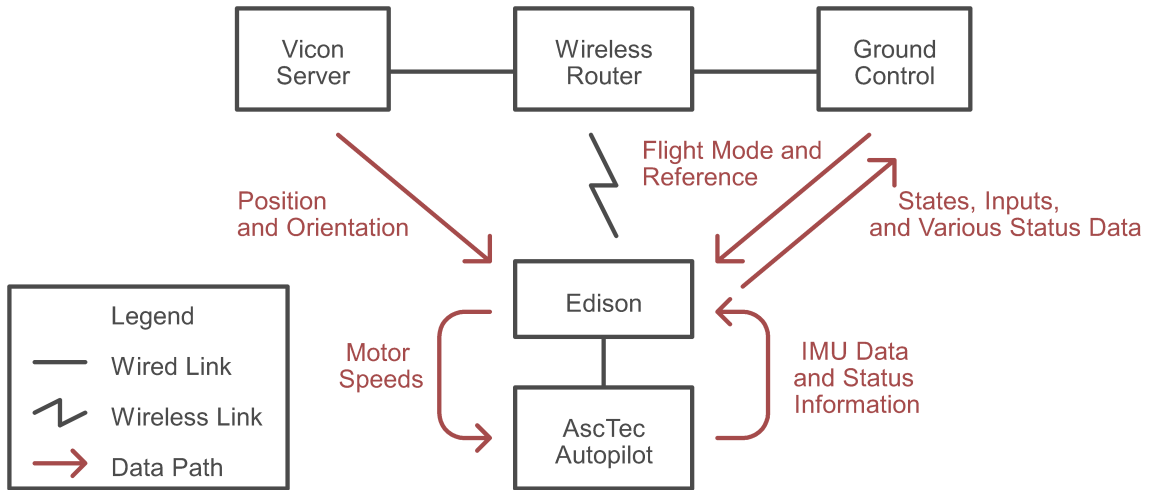 Vicon
Server
Wireless
Router
Ground
Control
Flight Mode and
Reference
Position
and Orientation
States, Inputs,
and Various Status Data
Edison
Legend
Wired Link
Wireless Link
Data Path
Motor
Speeds
IMU Data
and Status
Information
AscTec
Autopilot